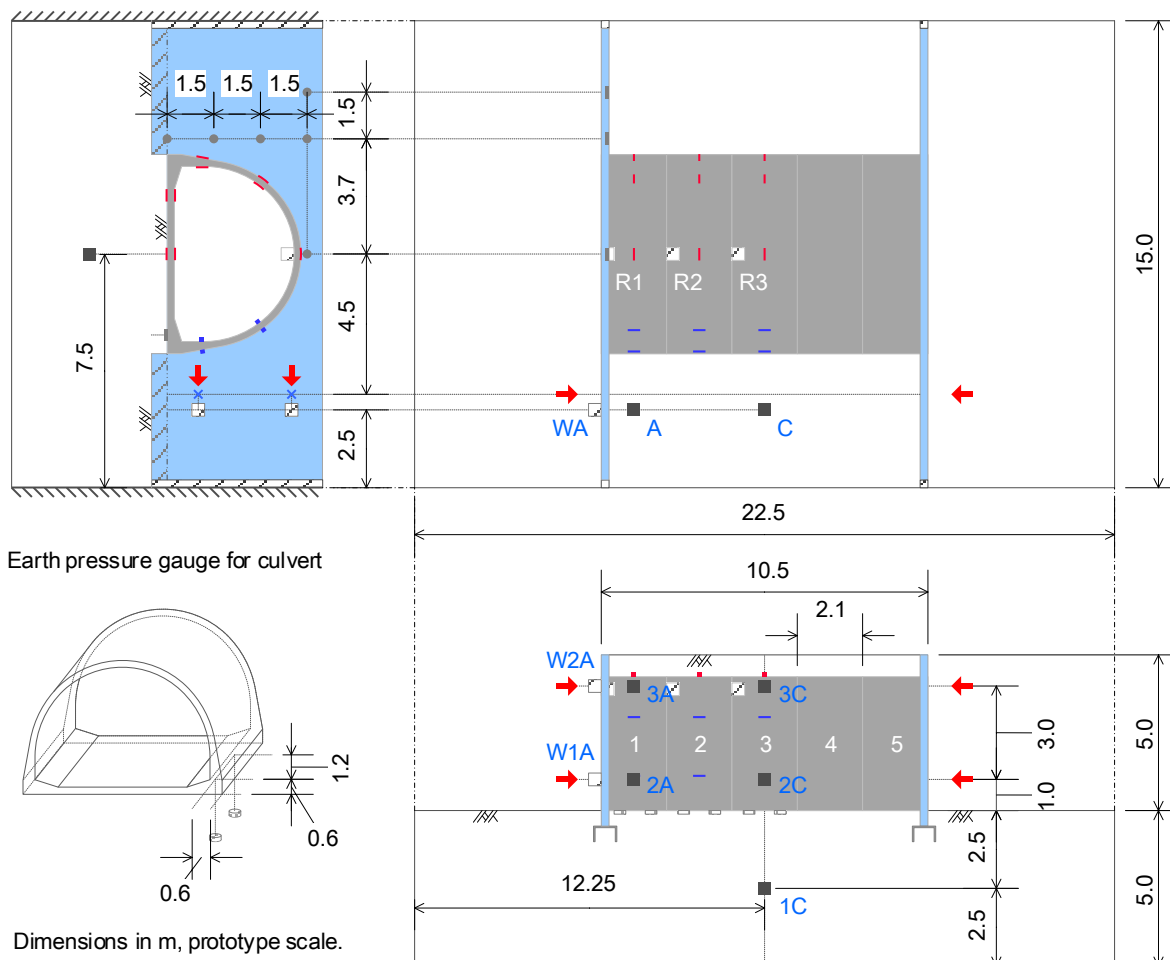 1.5 1.5 1.5
1.5
3.7
4.5
2.5
7.5
R1 R2 R3
WA A C
15.0
22.5
Earth pressure gauge for culvert
10.5
2.1
W2A
3A 3C
1 2 3 4 5
W1A
2A 2C
3.0
1.0
5.0
2.5
2.5
5.0
1.2
0.6
0.6
12.25
1C
Dimensions in m, prototype scale.